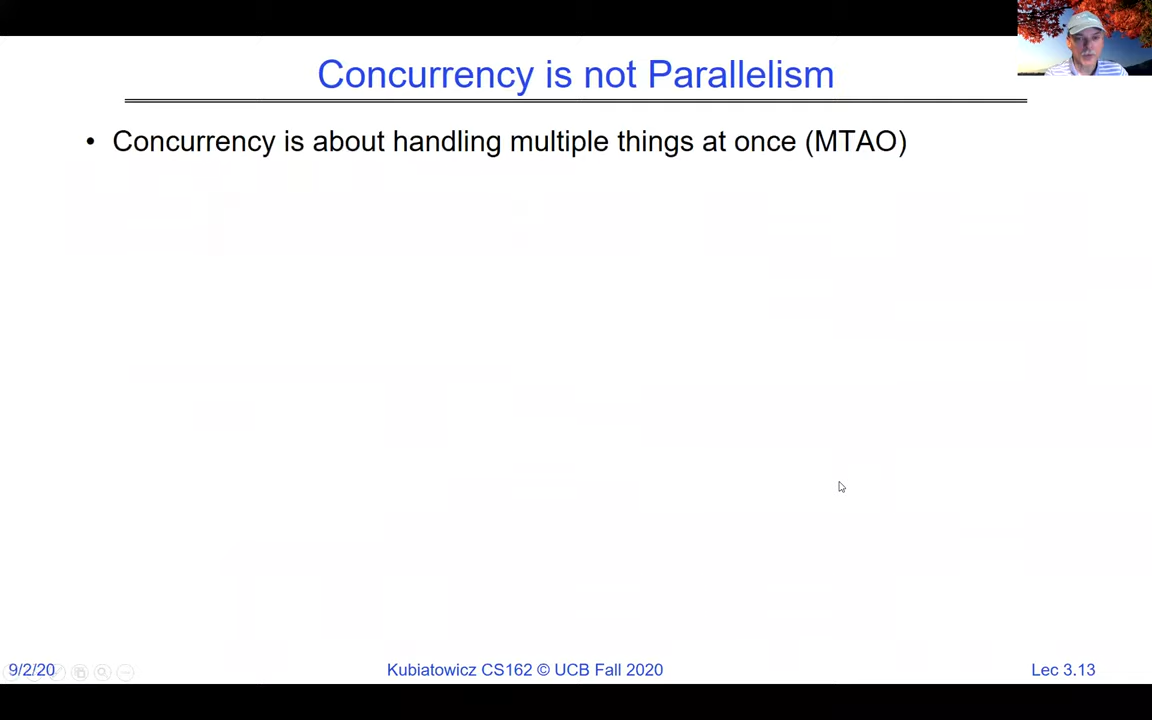 Concurrency is not Parallelism
• Concurrency is about handling multiple things at once (MTAO)
9/2/20
Kubiatowicz CS162 © UCB Fall 2020
Lec 3.13